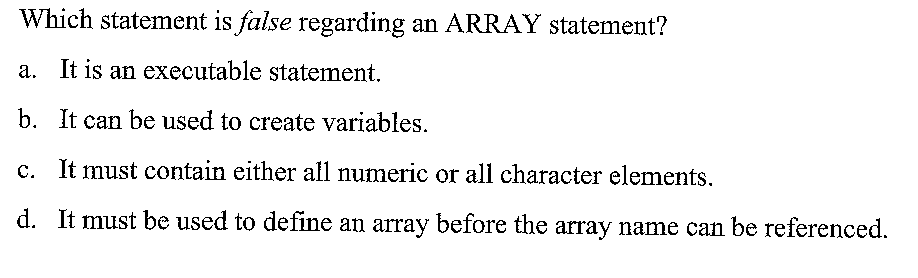 Which statement is false regarding an ARRAY statement?
a. It is an executable statement.
b. It can be used to create variables.
c. It must contain either all numeric or all character elements.
d. It must be used to define an array before the array name can be referenced.